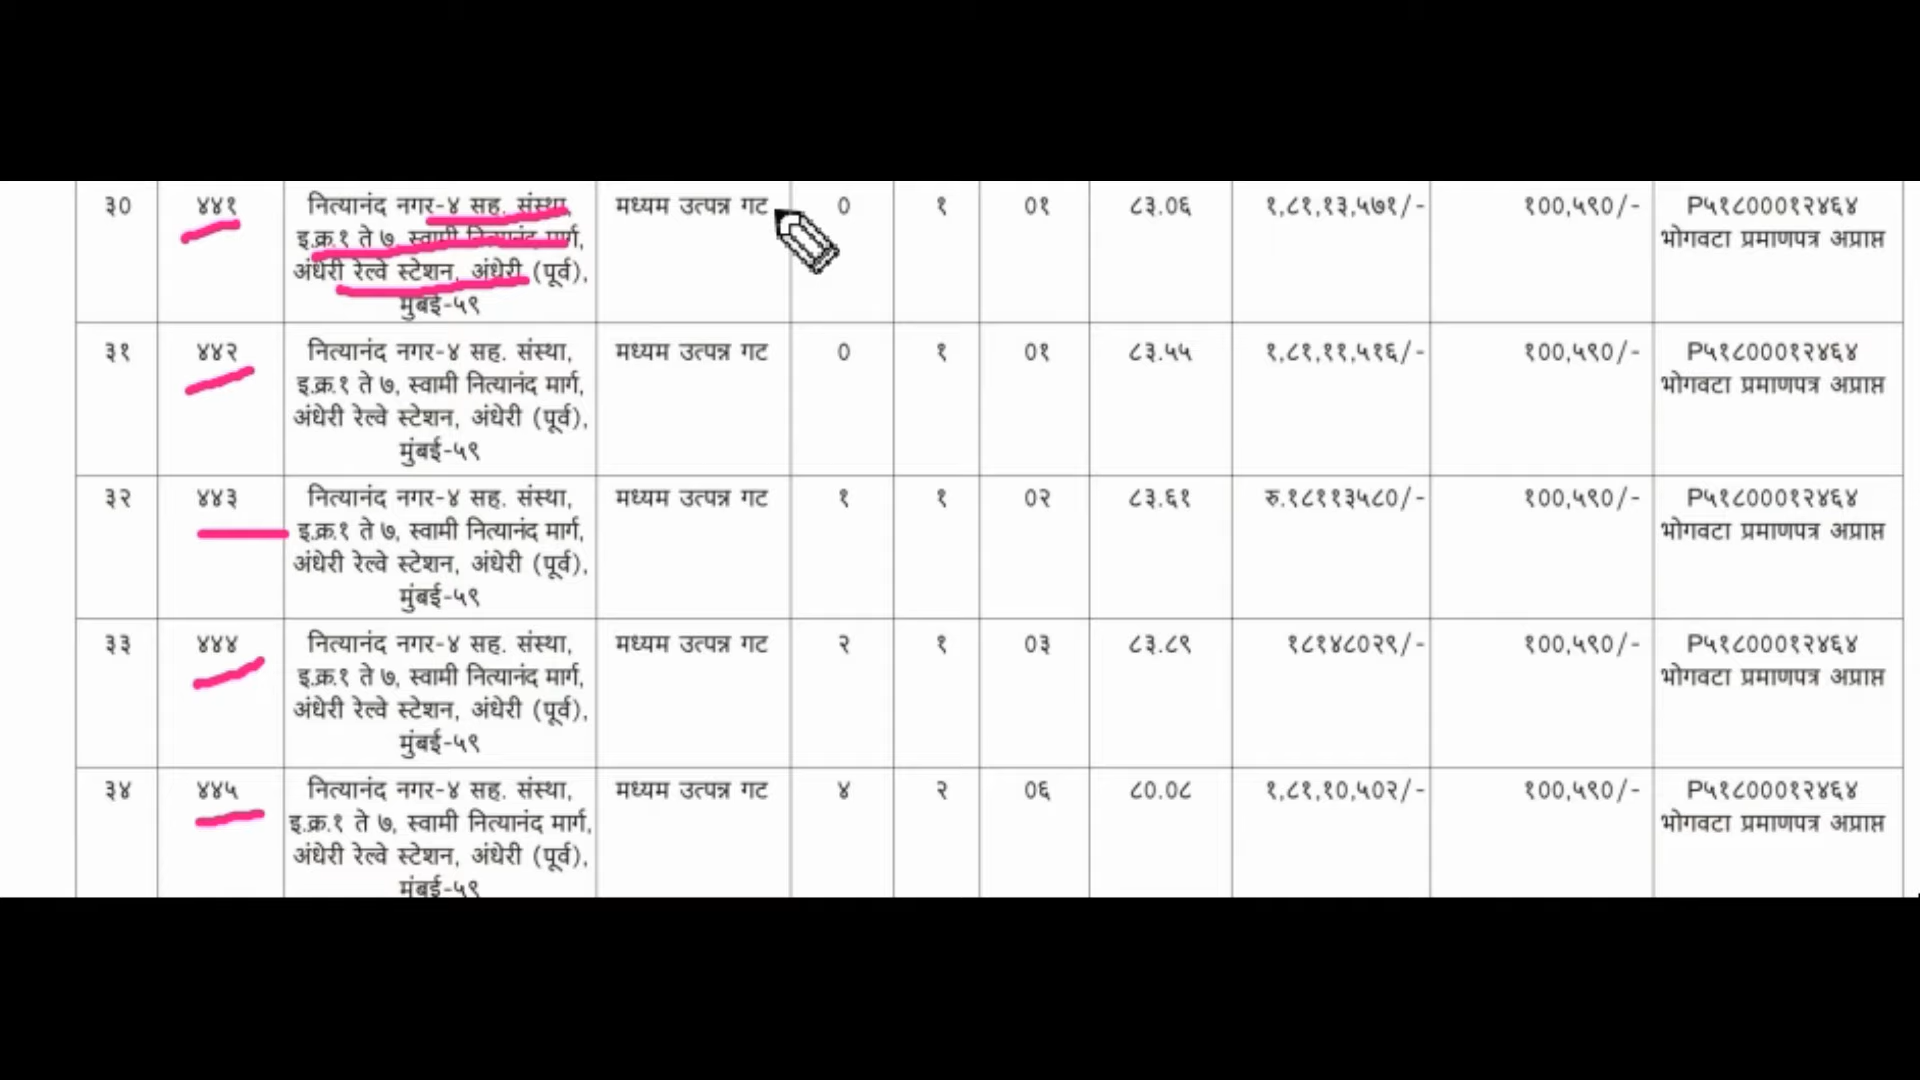 ३० ४४१ नित्यानंद नगर-४ सह. संस्था, मध्यम उत्पन्न गट ० १ ०१ ८३.०६ १,८१,१३,५७१/- १००,५९०/- P५१८०००१२४६४
इ.क्र.१ ते ७, स्वामी नित्यानंद मार्ग, भोगवटा प्रमाणपत्र अप्राप्त
अंधेरी रेल्वे स्टेशन, अंधेरी (पूर्व),
मुंबई-५९
३१ ४४२ नित्यानंद नगर-४ सह. संस्था, मध्यम उत्पन्न गट ० १ ०१ ८३.५५ १,८१,११,५१६/- १००,५९०/- P५१८०००१२४६४
इ.क्र.१ ते ७, स्वामी नित्यानंद मार्ग, भोगवटा प्रमाणपत्र अप्राप्त
अंधेरी रेल्वे स्टेशन, अंधेरी (पूर्व),
मुंबई-५९
३२ ४४३ नित्यानंद नगर-४ सह. संस्था, मध्यम उत्पन्न गट १ १ ०२ ८३.६१ रु.१८११३५८०/- १००,५९०/- P५१८०००१२४६४
इ.क्र.१ ते ७, स्वामी नित्यानंद मार्ग, भोगवटा प्रमाणपत्र अप्राप्त
अंधेरी रेल्वे स्टेशन, अंधेरी (पूर्व),
मुंबई-५९
३३ ४४४ नित्यानंद नगर-४ सह. संस्था, मध्यम उत्पन्न गट २ १ ०३ ८३.८९ १८१४८०२९/- १००,५९०/- P५१८०००१२४६४
इ.क्र.१ ते ७, स्वामी नित्यानंद मार्ग, भोगवटा प्रमाणपत्र अप्राप्त
अंधेरी रेल्वे स्टेशन, अंधेरी (पूर्व),
मुंबई-५९
३४ ४४५ नित्यानंद नगर-४ सह. संस्था, मध्यम उत्पन्न गट ४ २ ०६ ८०.०८ १,८१,१०,५०२/- १००,५९०/- P५१८०००१२४६४
इ.क्र.१ ते ७, स्वामी नित्यानंद मार्ग, भोगवटा प्रमाणपत्र अप्राप्त
अंधेरी रेल्वे स्टेशन, अंधेरी (पूर्व),
मुंबई-५९